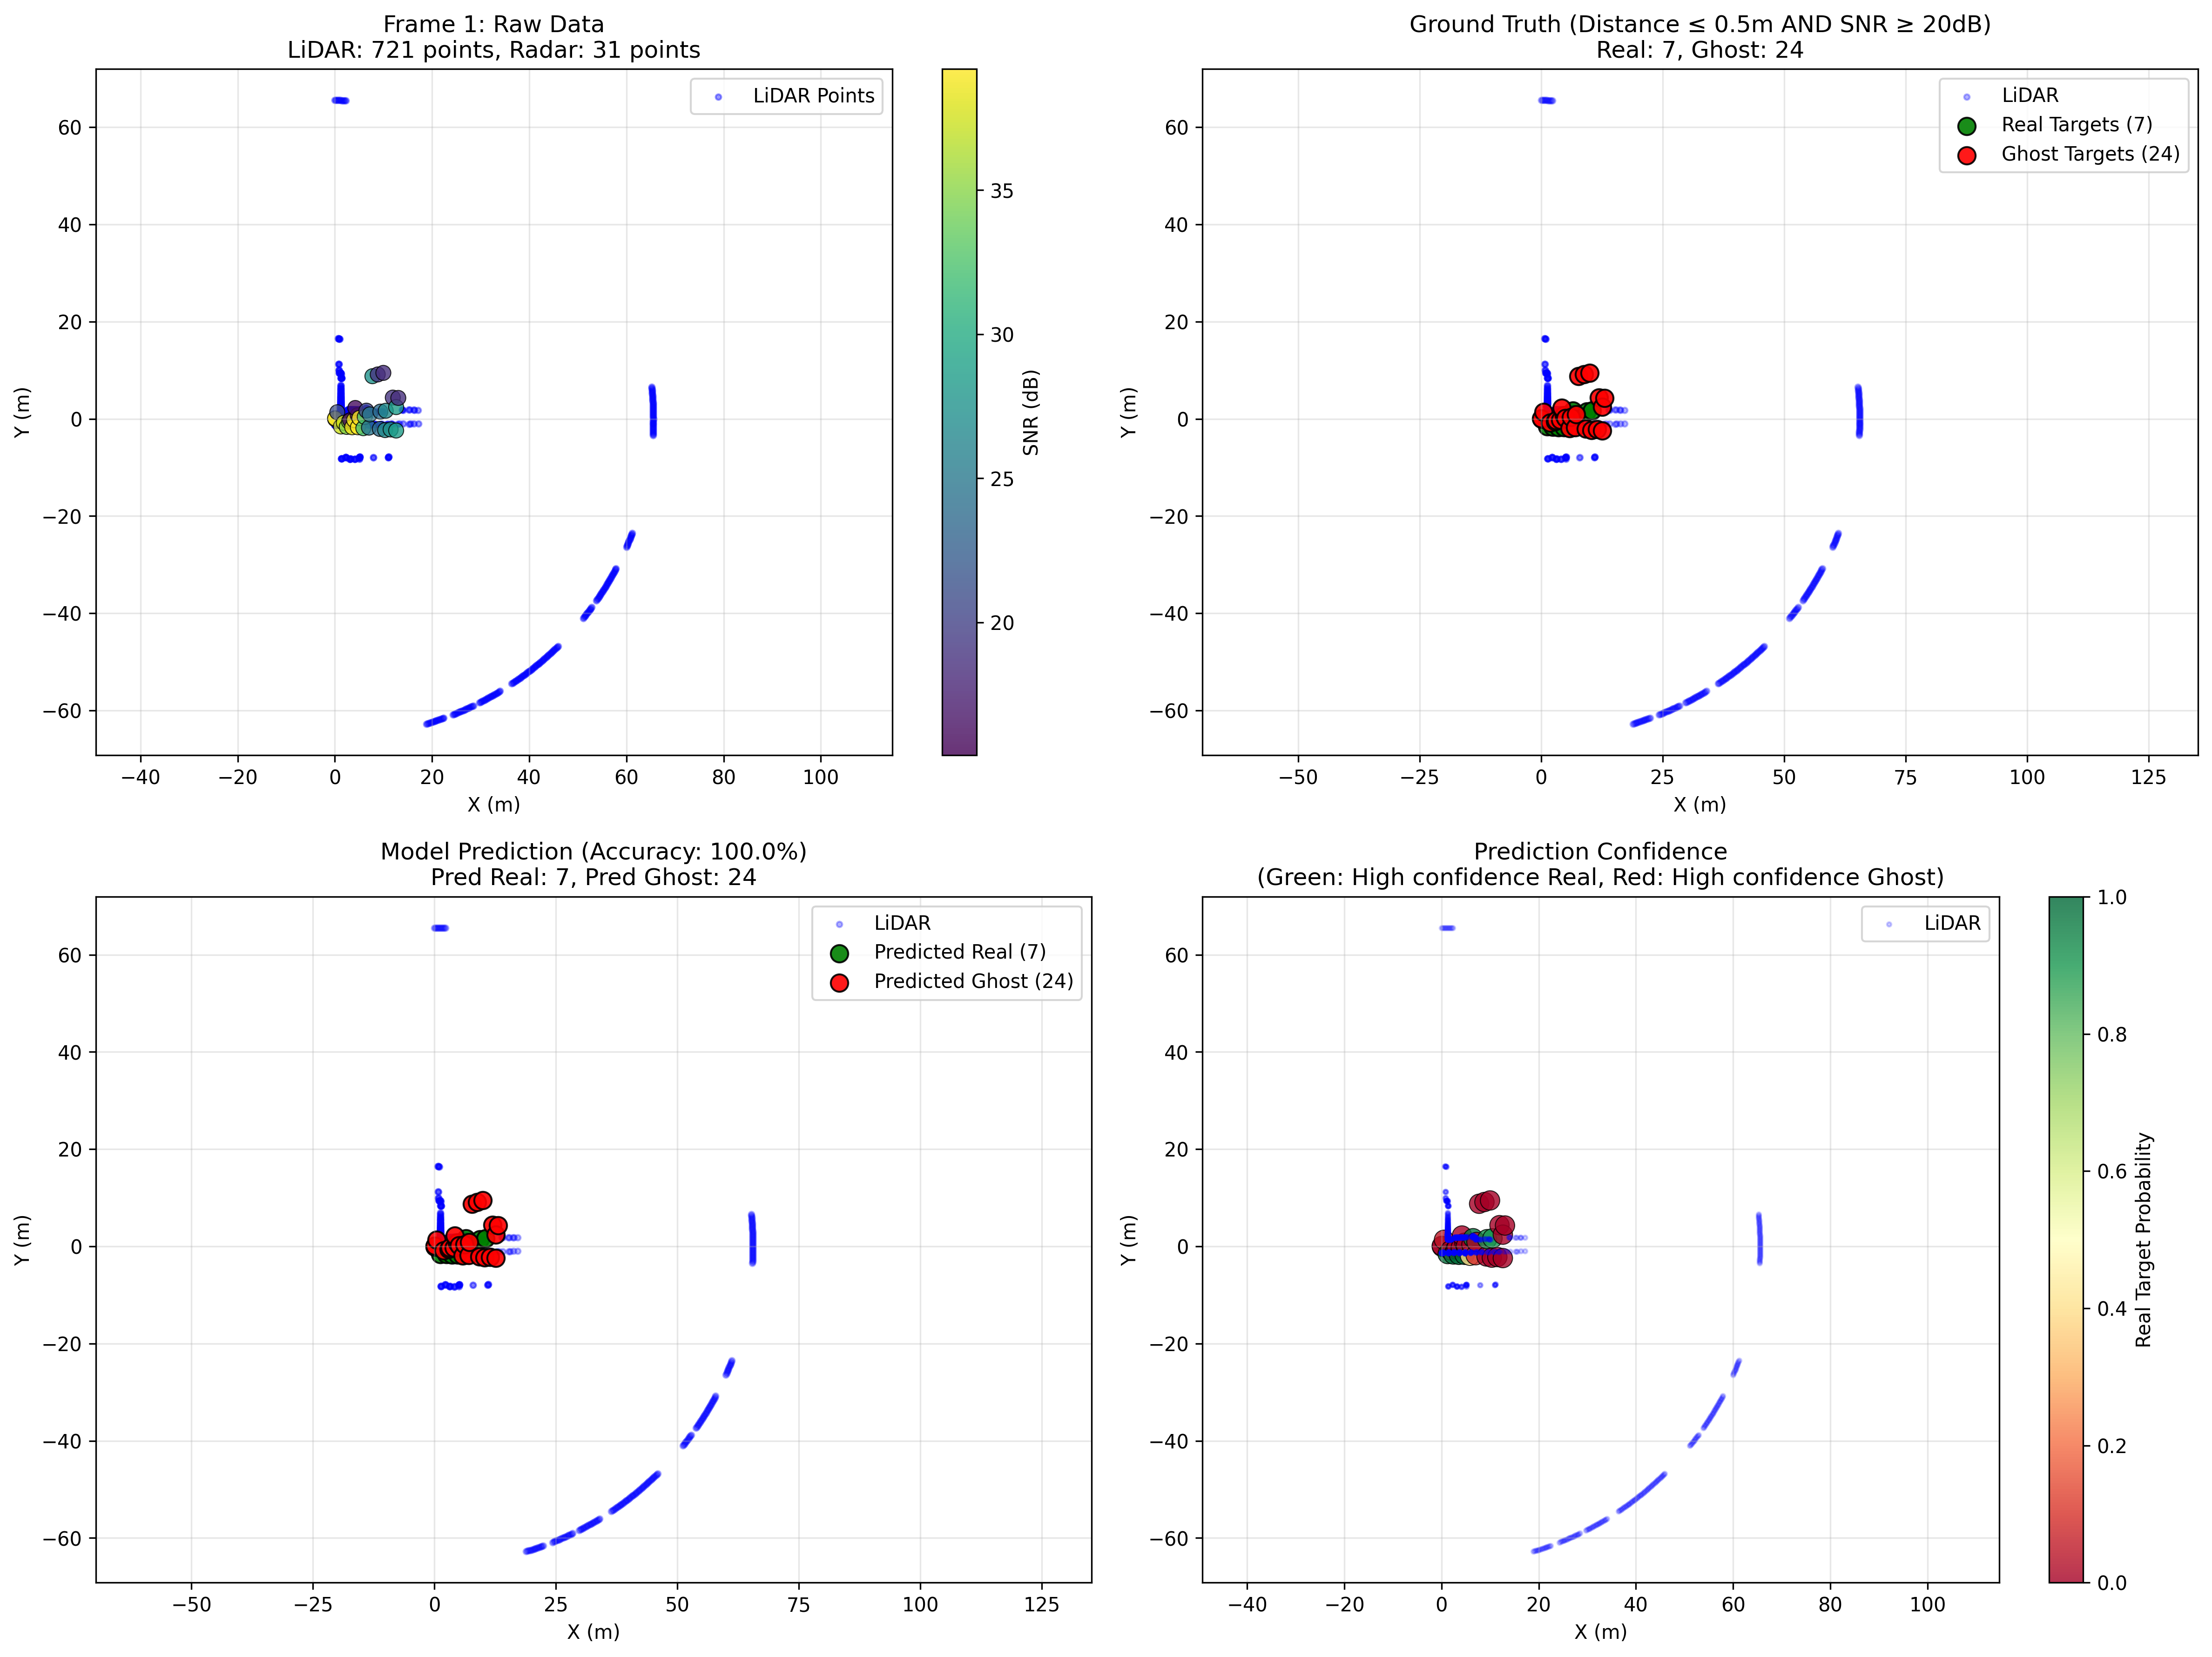 Frame 1: Raw Data
LiDAR: 721 points, Radar: 31 points
LiDAR Points
60
40
20
0
−20
−40
−60
Y (m)
−40 −20 0 20 40 60 80 100
X (m)
35
30
25
20
SNR (dB)
Ground Truth (Distance ≤ 0.5m AND SNR ≥ 20dB)
Real: 7, Ghost: 24
LiDAR
Real Targets (7)
Ghost Targets (24)
60
40
20
0
−20
−40
−60
Y (m)
−50 −25 0 25 50 75 100 125
X (m)
Model Prediction (Accuracy: 100.0%)
Pred Real: 7, Pred Ghost: 24
LiDAR
Predicted Real (7)
Predicted Ghost (24)
60
40
20
0
−20
−40
−60
Y (m)
−50 −25 0 25 50 75 100 125
X (m)
Prediction Confidence
(Green: High confidence Real, Red: High confidence Ghost)
LiDAR
60
40
20
0
−20
−40
−60
Y (m)
−40 −20 0 20 40 60 80 100
X (m)
1.0
0.8
0.6
0.4
0.2
0.0
Real Target Probability